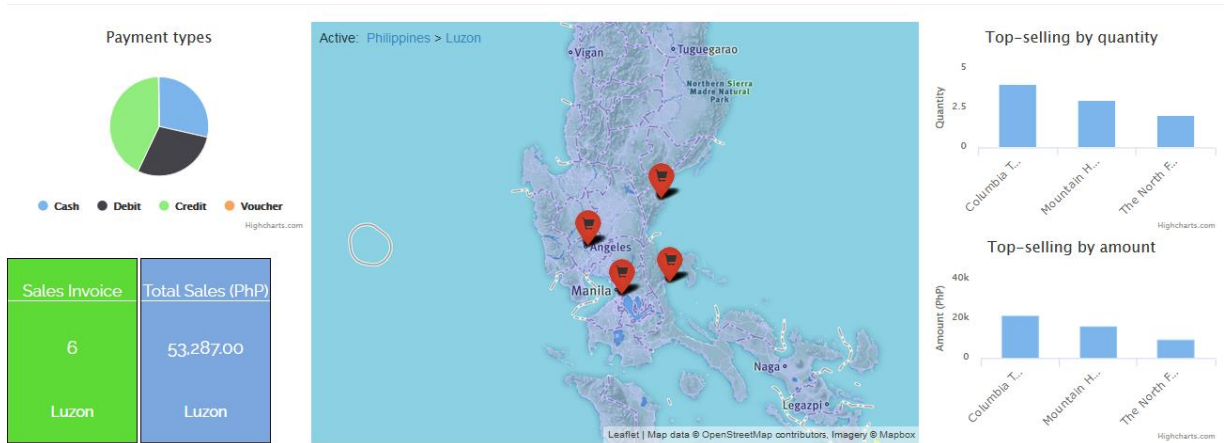 Payment types
Cash Debit Credit Voucher
Highcharts.com
Sales Invoice
6
Luzon
Total Sales (PhP)
53,287.00
Luzon
Active: Philippines > Luzon
Vigan
Tuguegarao
Northern Sierra
Madre Natural
Park
Angeles
Manila
Naga
Legazpi
Leaflet | Map data © OpenStreetMap contributors, Imagery © Mapbox
Top-selling by quantity
Quantity
5
2.5
0
Columbia T...
Mountain H...
The North F...
Highcharts.com
Top-selling by amount
Amount (PhP)
40k
20k
0
Columbia T...
Mountain H...
The North F...
Highcharts.com